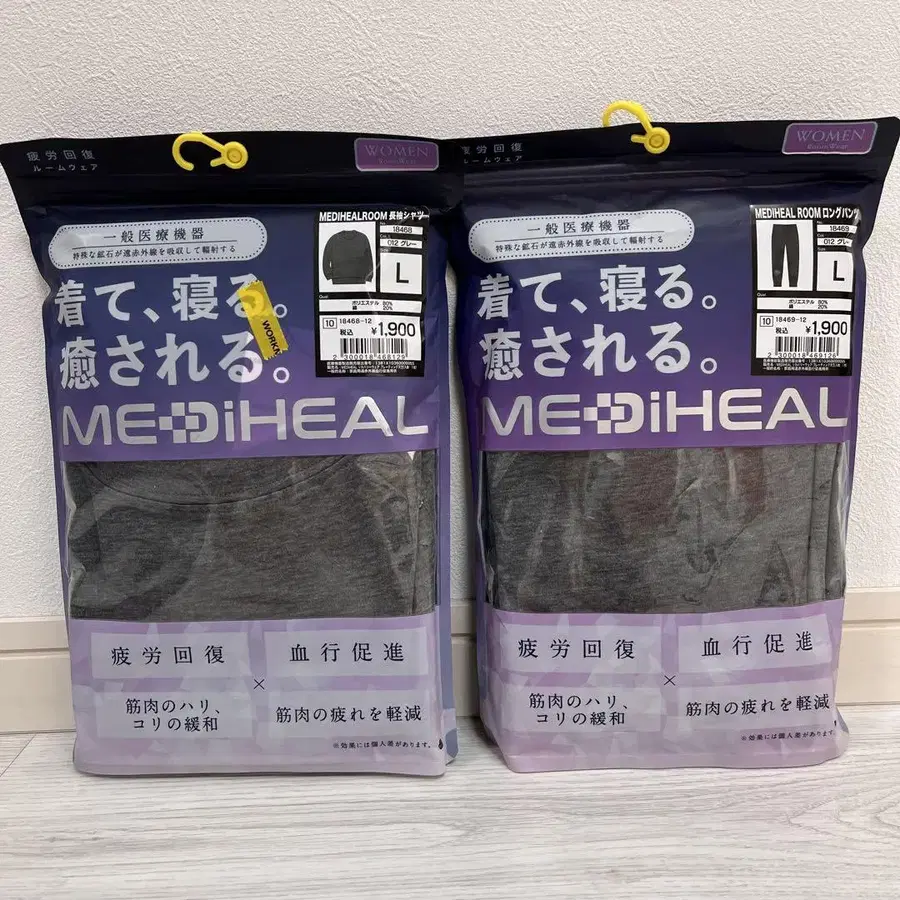 疲労回復
ルームウェア
WOMEN
一般医療機器
特殊な鉱石が遠赤外線を吸収して輻射する
着て、寝る。
癒される。
MEDiHEAL
WORKM
MEDIHEALROOM 長袖シャツ
18468
012 グレー
L
ポリエステル 80%
綿 20%
10 18468-12
税込 ¥1,900
2 300018 468126
疲労回復
血行促進
×
筋肉のハリ、
コリの緩和
筋肉の疲れを軽減
※効果には個人差があります。
疲労回復
ルームウェア
WOMEN
一般医療機器
特殊な鉱石が遠赤外線を吸収して輻射する
着て、寝る。
癒される。
MEDiHEAL
MEDIHEAL ROOM ロングパンツ
18469
012 グレー
L
ポリエステル 80%
綿 20%
10 18469-12
税込 ¥1,900
疲労回復
血行促進
×
筋肉のハリ、
コリの緩和
筋肉の疲れを軽減
※効果には個人差があります。